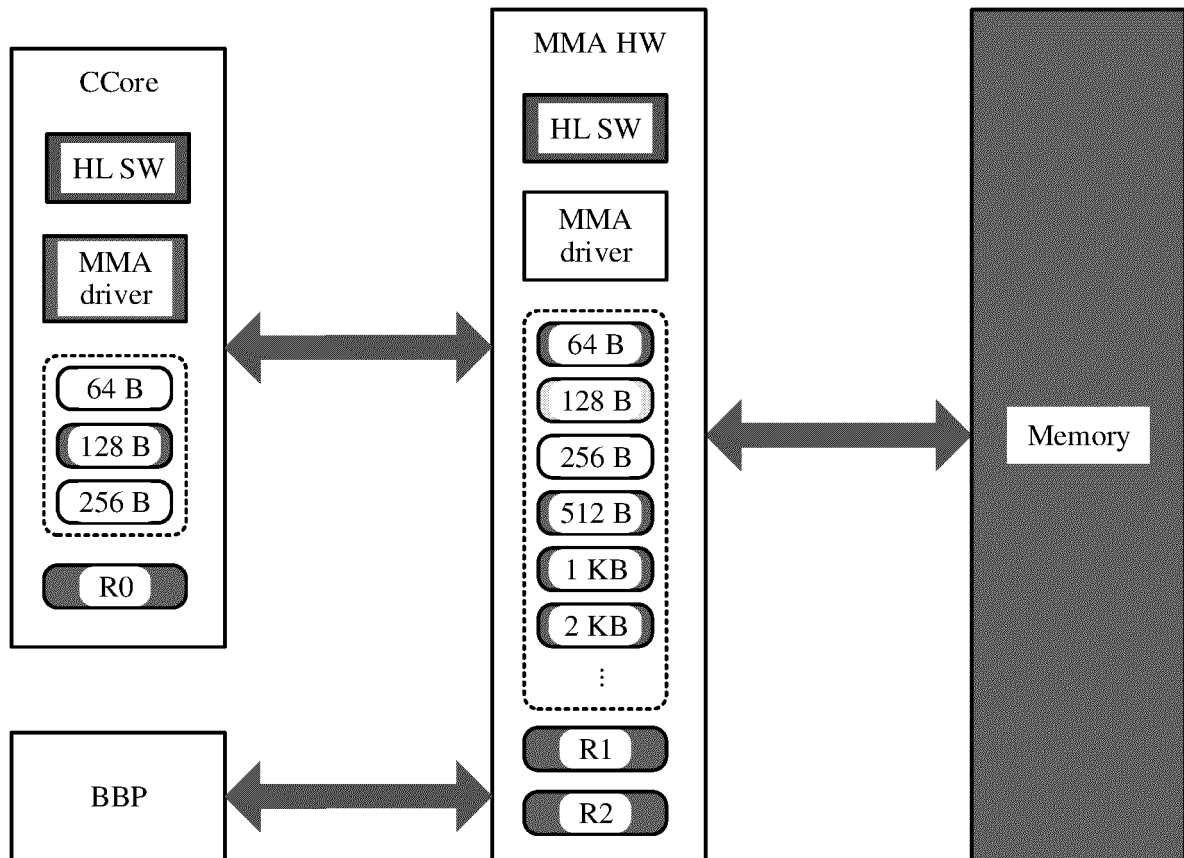 CCore
HL SW
MMA
driver
64 B
128 B
256 B
R0
BBP
MMA HW
HL SW
MMA
driver
64 B
128 B
256 B
512 B
1 KB
2 KB
⋮
R1
R2
Memory